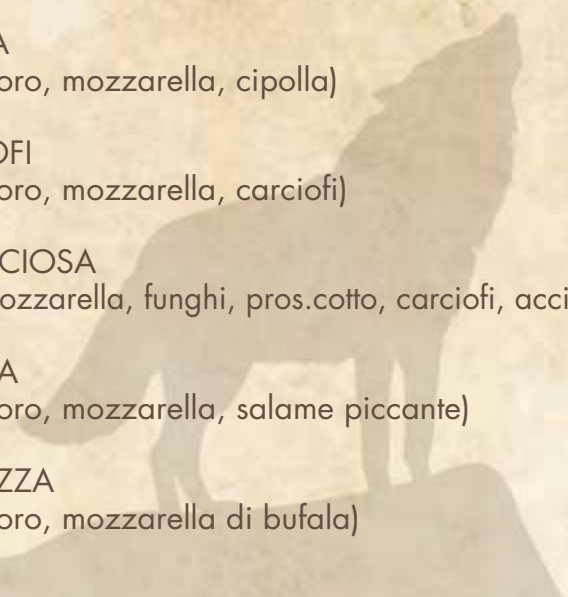 A
oro, mozzarella, cipolla)
OFI
oro, mozzarella, carciofi)
CIOSA
ozzarella, funghi, pros.cotto, carciofi, acci
A
oro, mozzarella, salame piccante)
ZZA
oro, mozzarella di bufala)